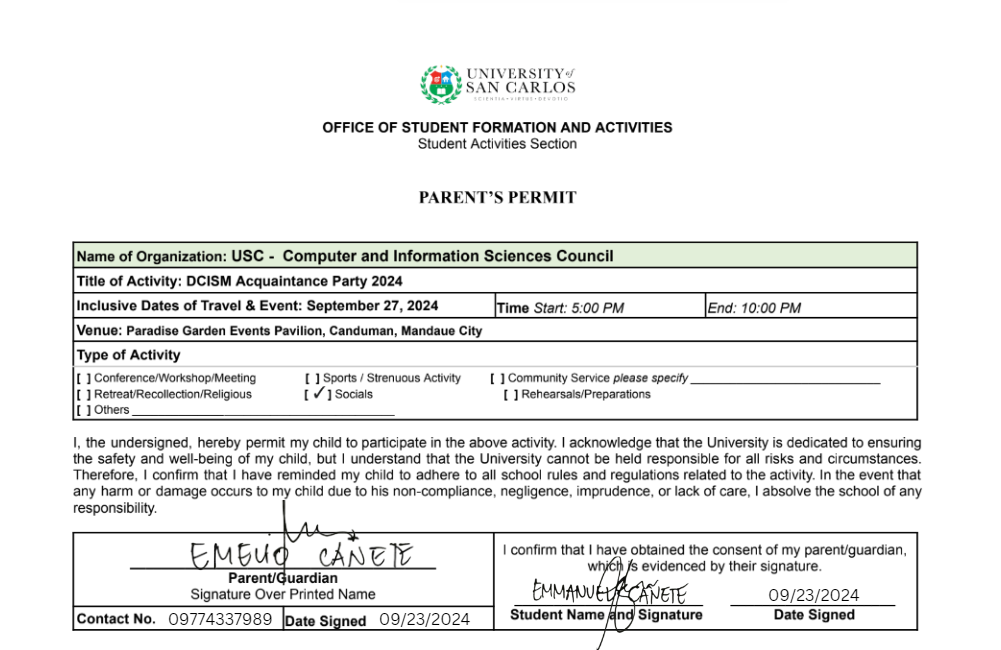 UNIVERSITY of
SAN CARLOS
SCIENTIA • VIRTUS • DEVOTIO
OFFICE OF STUDENT FORMATION AND ACTIVITIES
Student Activities Section
PARENT'S PERMIT
Name of Organization: USC - Computer and Information Sciences Council
Title of Activity: DCISM Acquaintance Party 2024
Inclusive Dates of Travel & Event: September 27, 2024 Time Start: 5:00 PM End: 10:00 PM
Venue: Paradise Garden Events Pavilion, Canduman, Mandaue City
Type of Activity
[ ] Conference/Workshop/Meeting [ ] Sports / Strenuous Activity [ ] Community Service please specify
[ ] Retreat/Recollection/Religious [ ✓ ] Socials [ ] Rehearsals/Preparations
[ ] Others
I, the undersigned, hereby permit my child to participate in the above activity. I acknowledge that the University is dedicated to ensuring
the safety and well-being of my child, but I understand that the University cannot be held responsible for all risks and circumstances.
Therefore, I confirm that I have reminded my child to adhere to all school rules and regulations related to the activity. In the event that
any harm or damage occurs to my child due to his non-compliance, negligence, imprudence, or lack of care, I absolve the school of any
responsibility.
EMELIO CAÑETE
Parent/Guardian
Signature Over Printed Name
Contact No. 09774337989 Date Signed 09/23/2024
I confirm that I have obtained the consent of my parent/guardian,
which is evidenced by their signature.
EMMANUEL CAÑETE 09/23/2024
Student Name and Signature Date Signed